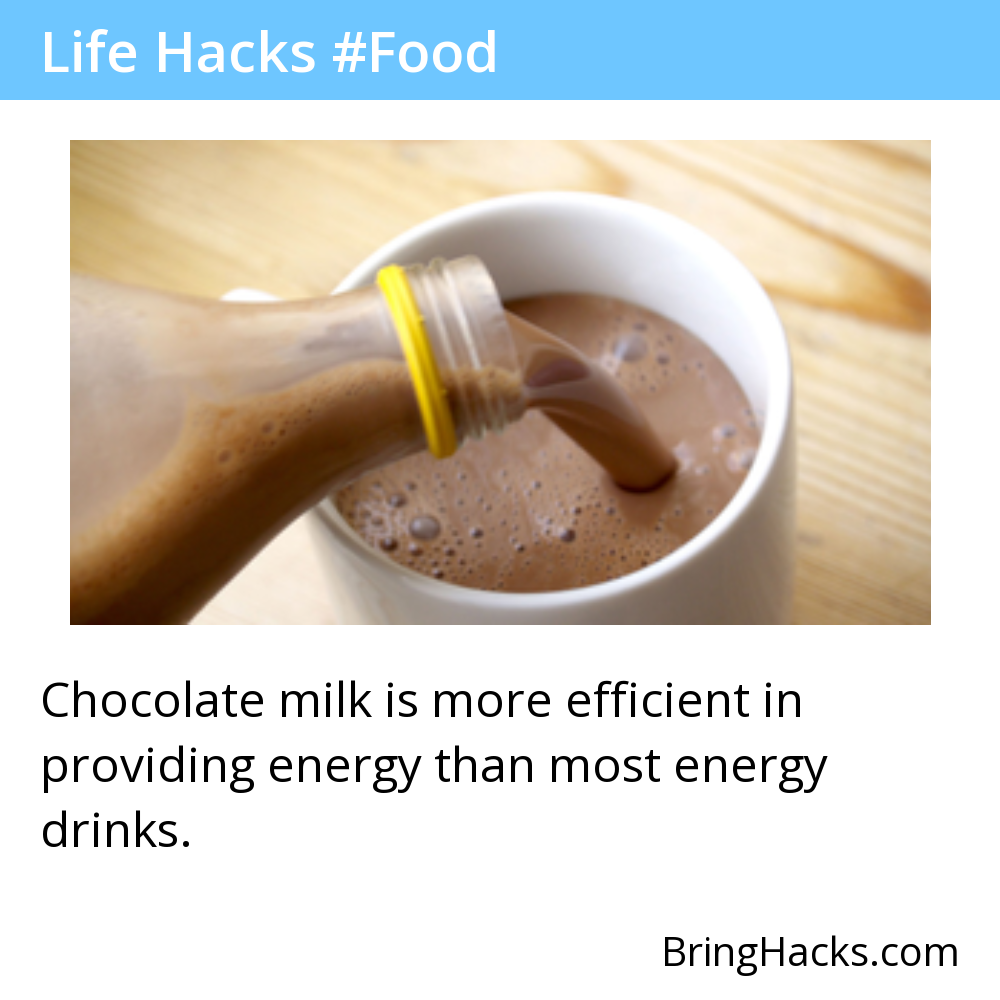 Life Hacks #Food
Chocolate milk is more efficient in
providing energy than most energy
drinks.
BringHacks.com